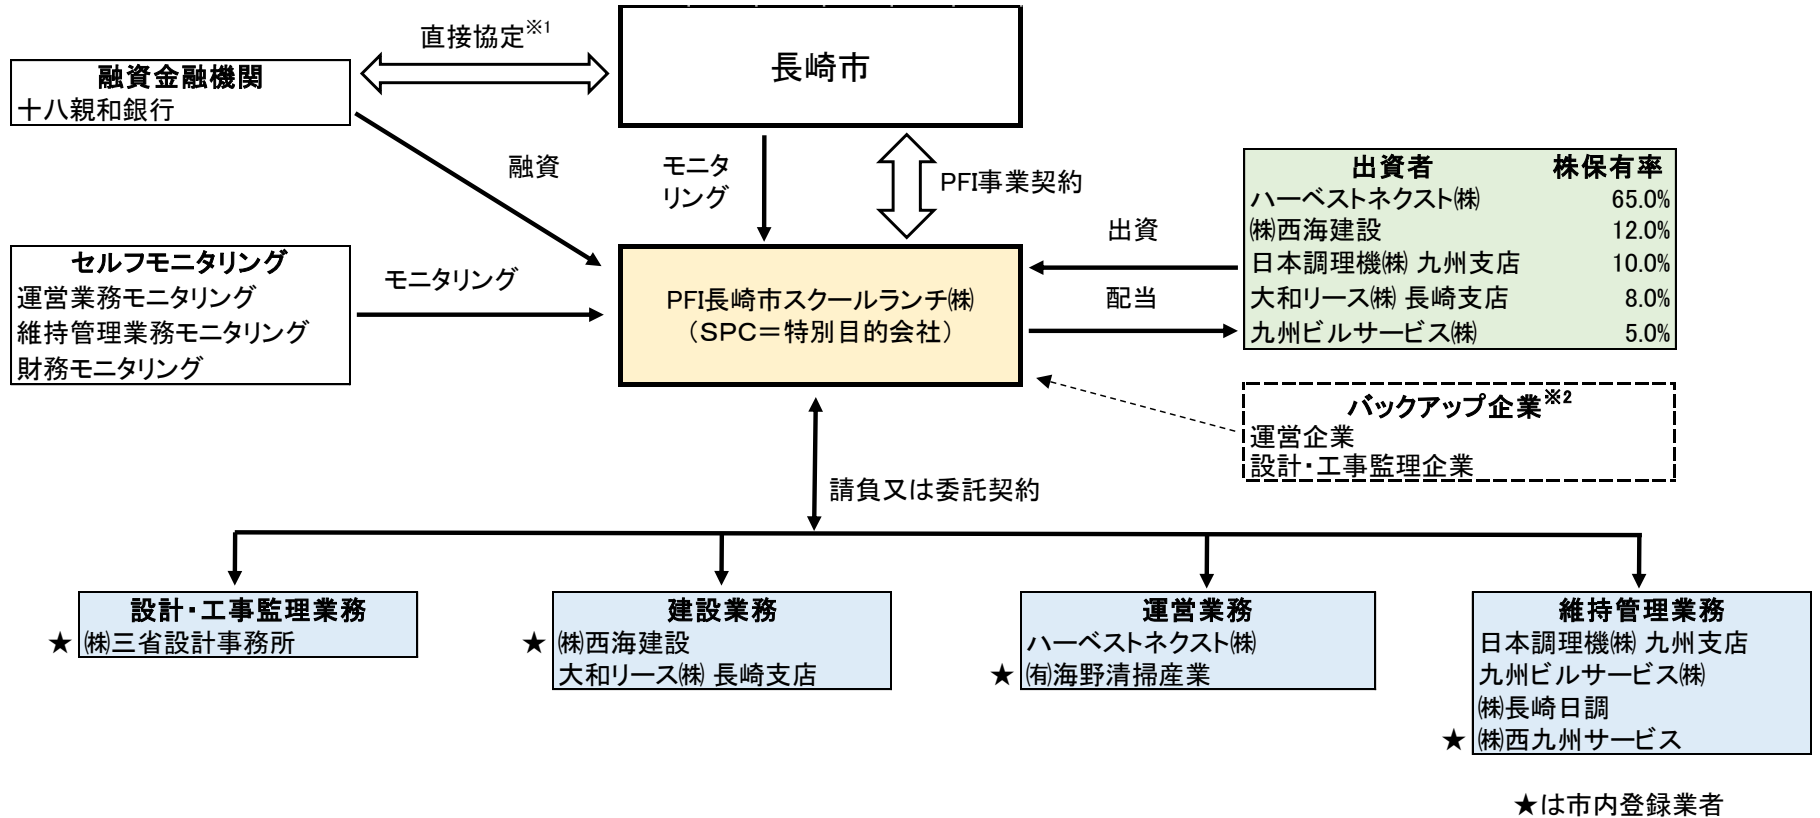 直接協定※1
長崎市
融資金融機関
十八親和銀行
融資
モニタ
リング
PFI事業契約
出資者 株保有率
ハーベストネクスト㈱ 65.0%
㈱西海建設 12.0%
日本調理機㈱ 九州支店 10.0%
大和リース㈱ 長崎支店 8.0%
九州ビルサービス㈱ 5.0%
出資
配当
セルフモニタリング
運営業務モニタリング
維持管理業務モニタリング
財務モニタリング
モニタリング
PFI長崎市スクールランチ㈱
（SPC＝特別目的会社）
バックアップ企業※2
運営企業
設計・工事監理企業
請負又は委託契約
設計・工事監理業務
★ ㈱三省設計事務所
建設業務
★ ㈱西海建設
大和リース㈱ 長崎支店
運営業務
ハーベストネクスト㈱
★ ㈲海野清掃産業
維持管理業務
日本調理機㈱ 九州支店
九州ビルサービス㈱
㈱長崎日調
★ ㈱西九州サービス
★は市内登録業者